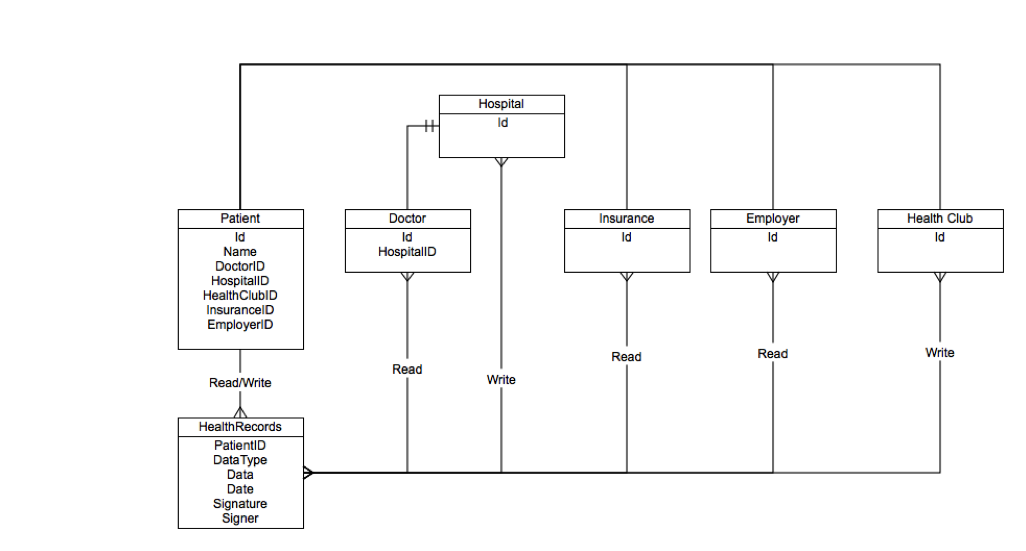 Hospital
Id
Patient
Id
Name
DoctorID
HospitalID
HealthClubID
InsuranceID
EmployerID
Doctor
Id
HospitalID
Insurance
Id
Employer
Id
Health Club
Id
Read/Write
Read
Write
Read
Read
Write
HealthRecords
PatientID
DataType
Data
Date
Signature
Signer